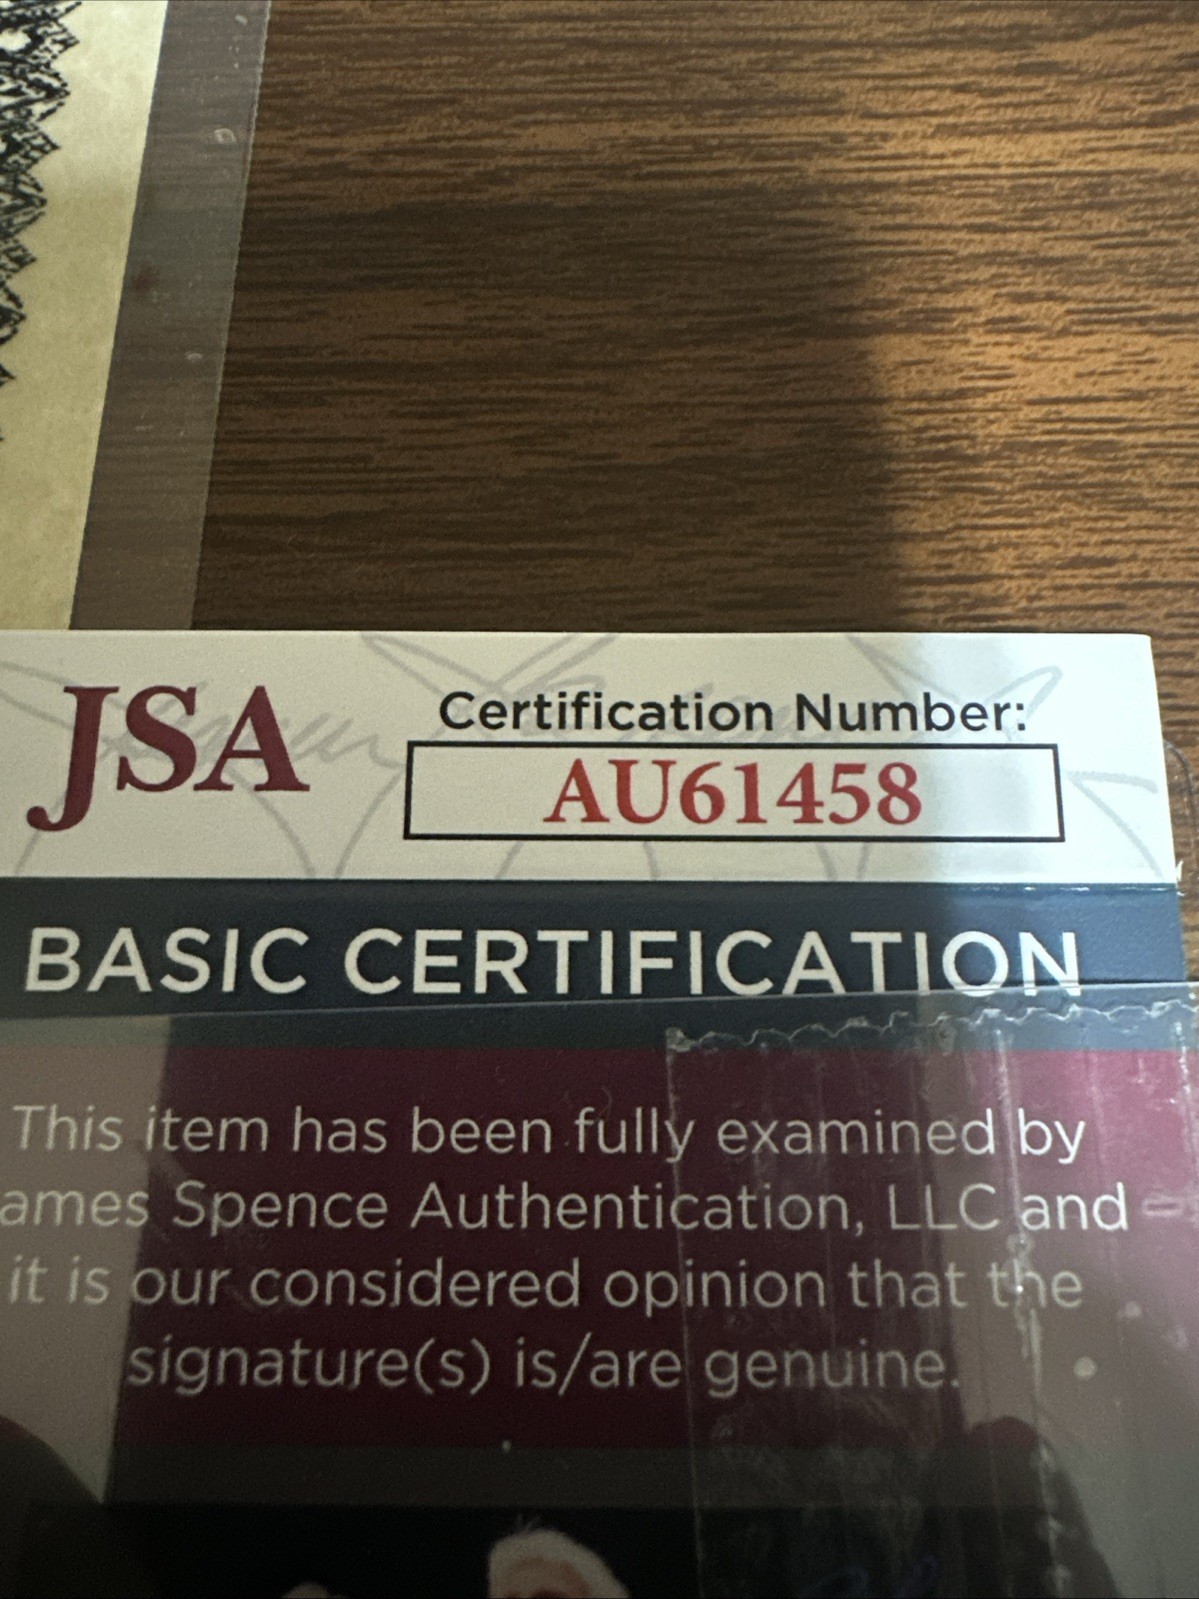 JSA
Certification Number:
AU61458
BASIC CERTIFICATION
This item has been fully examined by
ames Spence Authentication, LLC and
it is our considered opinion that the
signature(s) is/are genuine.